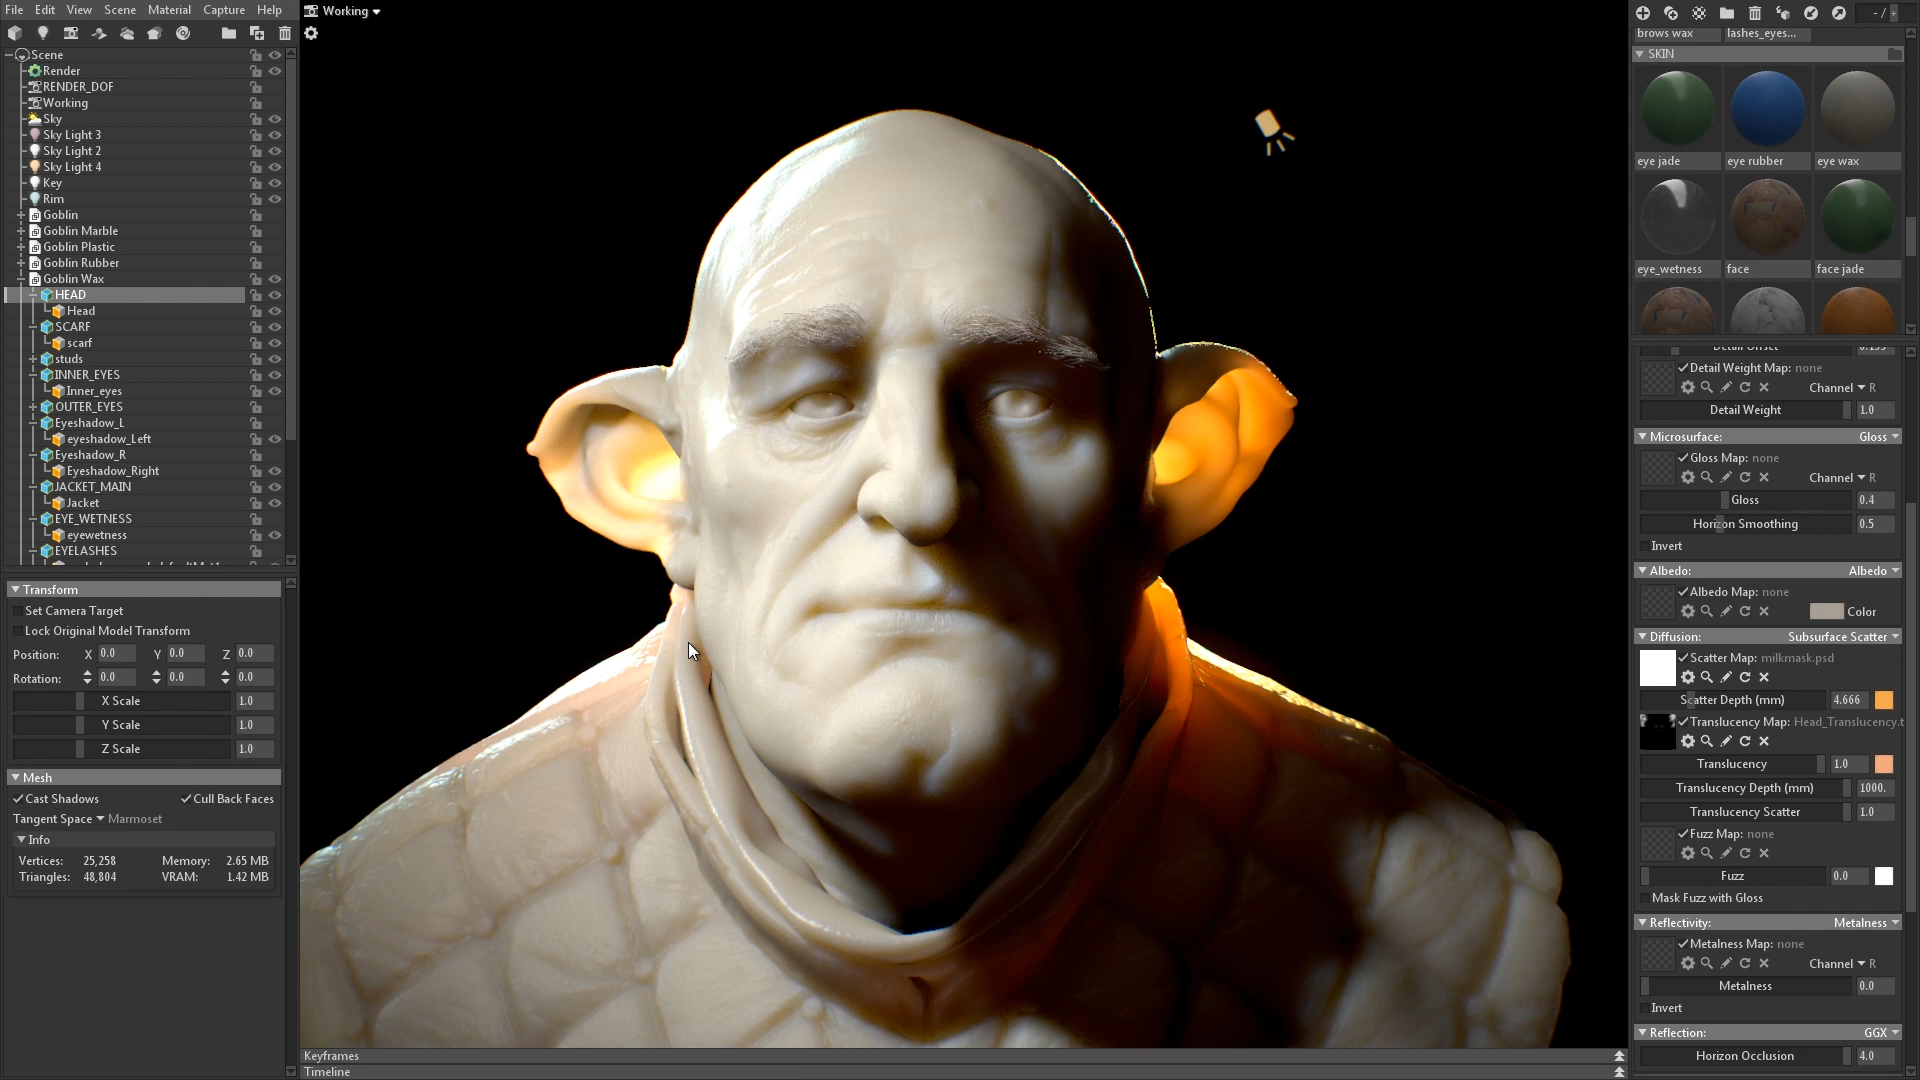 File Edit View Scene Material Capture Help
Scene
Render
RENDER_DOF
Working
Sky
Sky Light 3
Sky Light 2
Sky Light 4
Key
Rim
Goblin
Goblin Marble
Goblin Plastic
Goblin Rubber
Goblin Wax
HEAD
Head
SCARF
scarf
studs
INNER_EYES
Inner_eyes
OUTER_EYES
Eyeshadow_L
eyeshadow_Left
Eyeshadow_R
Eyeshadow_Right
JACKET_MAIN
Jacket
EYE_WETNESS
eyewetness
EYELASHES
Transform
Set Camera Target
Lock Original Model Transform
Position: X 0.0 Y 0.0 Z 0.0
Rotation: 0.0 0.0 0.0
X Scale 1.0
Y Scale 1.0
Z Scale 1.0
Mesh
Cast Shadows Cull Back Faces
Tangent Space Marmoset
Info
Vertices: 25,258 Memory: 2.65 MB
Triangles: 48,804 VRAM: 1.42 MB
Working
Keyframes
Timeline
- / +
brows wax lashes_eyes...
SKIN
eye jade eye rubber eye wax
eye_wetness face face jade
Detail Offset
Detail Weight Map: none
Channel R
Detail Weight 1.0
Microsurface: Gloss
Gloss Map: none
Channel R
Gloss 0.4
Horizon Smoothing 0.5
Invert
Albedo: Albedo
Albedo Map: none
Color
Diffusion: Subsurface Scatter
Scatter Map: milkmask.psd
Scatter Depth (mm) 4.666
Translucency Map: Head_Translucency.t
Translucency 1.0
Translucency Depth (mm) 1000.
Translucency Scatter 1.0
Fuzz Map: none
Fuzz 0.0
Mask Fuzz with Gloss
Reflectivity: Metalness
Metalness Map: none
Channel R
Metalness 0.0
Invert
Reflection: GGX
Horizon Occlusion 4.0